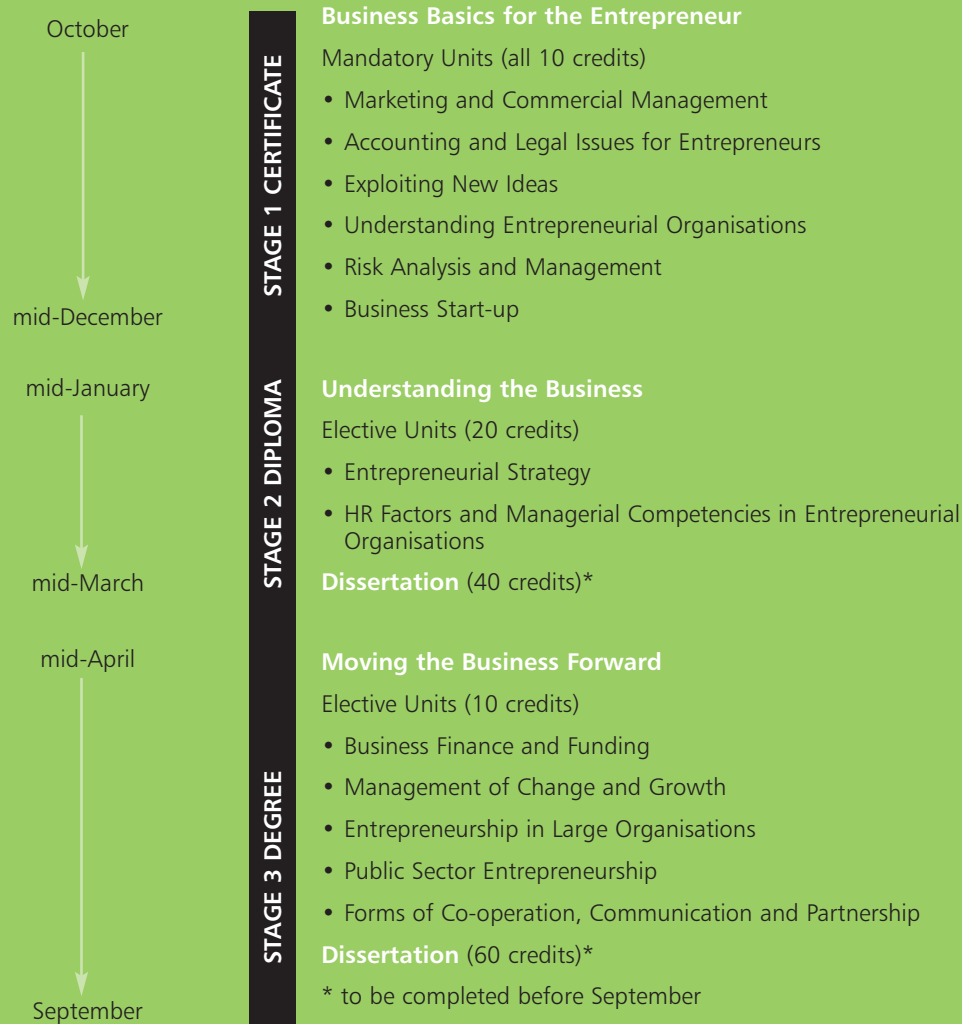 October
mid-December
STAGE 1 CERTIFICATE
Business Basics for the Entrepreneur
Mandatory Units (all 10 credits)
• Marketing and Commercial Management
• Accounting and Legal Issues for Entrepreneurs
• Exploiting New Ideas
• Understanding Entrepreneurial Organisations
• Risk Analysis and Management
• Business Start-up
mid-January
mid-March
STAGE 2 DIPLOMA
Understanding the Business
Elective Units (20 credits)
• Entrepreneurial Strategy
• HR Factors and Managerial Competencies in Entrepreneurial
Organisations
Dissertation (40 credits)*
mid-April
September
STAGE 3 DEGREE
Moving the Business Forward
Elective Units (10 credits)
• Business Finance and Funding
• Management of Change and Growth
• Entrepreneurship in Large Organisations
• Public Sector Entrepreneurship
• Forms of Co-operation, Communication and Partnership
Dissertation (60 credits)*
* to be completed before September